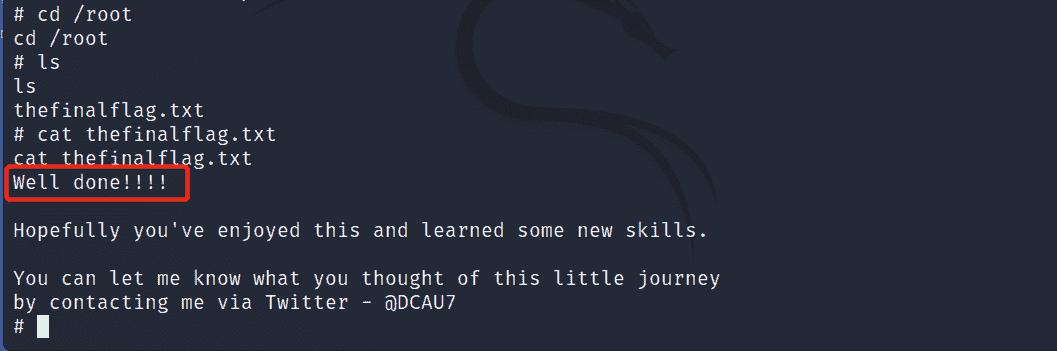 # cd /root
cd /root
# ls
ls
thefinalflag.txt
# cat thefinalflag.txt
cat thefinalflag.txt
Well done!!!!
Hopefully you've enjoyed this and learned some new skills.
You can let me know what you thought of this little journey
by contacting me via Twitter - @DCAU7
#